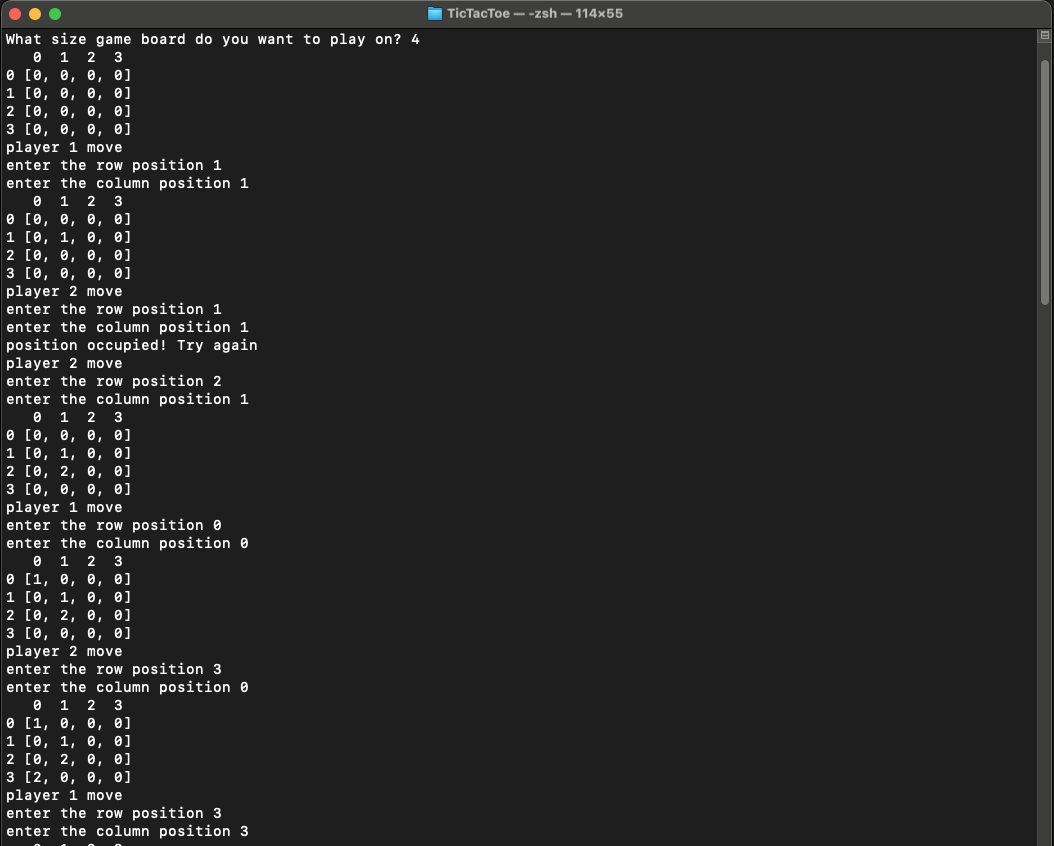 TicTacToe — -zsh — 114×55
What size game board do you want to play on? 4
   0  1  2  3
0 [0, 0, 0, 0]
1 [0, 0, 0, 0]
2 [0, 0, 0, 0]
3 [0, 0, 0, 0]
player 1 move
enter the row position 1
enter the column position 1
   0  1  2  3
0 [0, 0, 0, 0]
1 [0, 1, 0, 0]
2 [0, 0, 0, 0]
3 [0, 0, 0, 0]
player 2 move
enter the row position 1
enter the column position 1
position occupied! Try again
player 2 move
enter the row position 2
enter the column position 1
   0  1  2  3
0 [0, 0, 0, 0]
1 [0, 1, 0, 0]
2 [0, 2, 0, 0]
3 [0, 0, 0, 0]
player 1 move
enter the row position 0
enter the column position 0
   0  1  2  3
0 [1, 0, 0, 0]
1 [0, 1, 0, 0]
2 [0, 2, 0, 0]
3 [0, 0, 0, 0]
player 2 move
enter the row position 3
enter the column position 0
   0  1  2  3
0 [1, 0, 0, 0]
1 [0, 1, 0, 0]
2 [0, 2, 0, 0]
3 [2, 0, 0, 0]
player 1 move
enter the row position 3
enter the column position 3